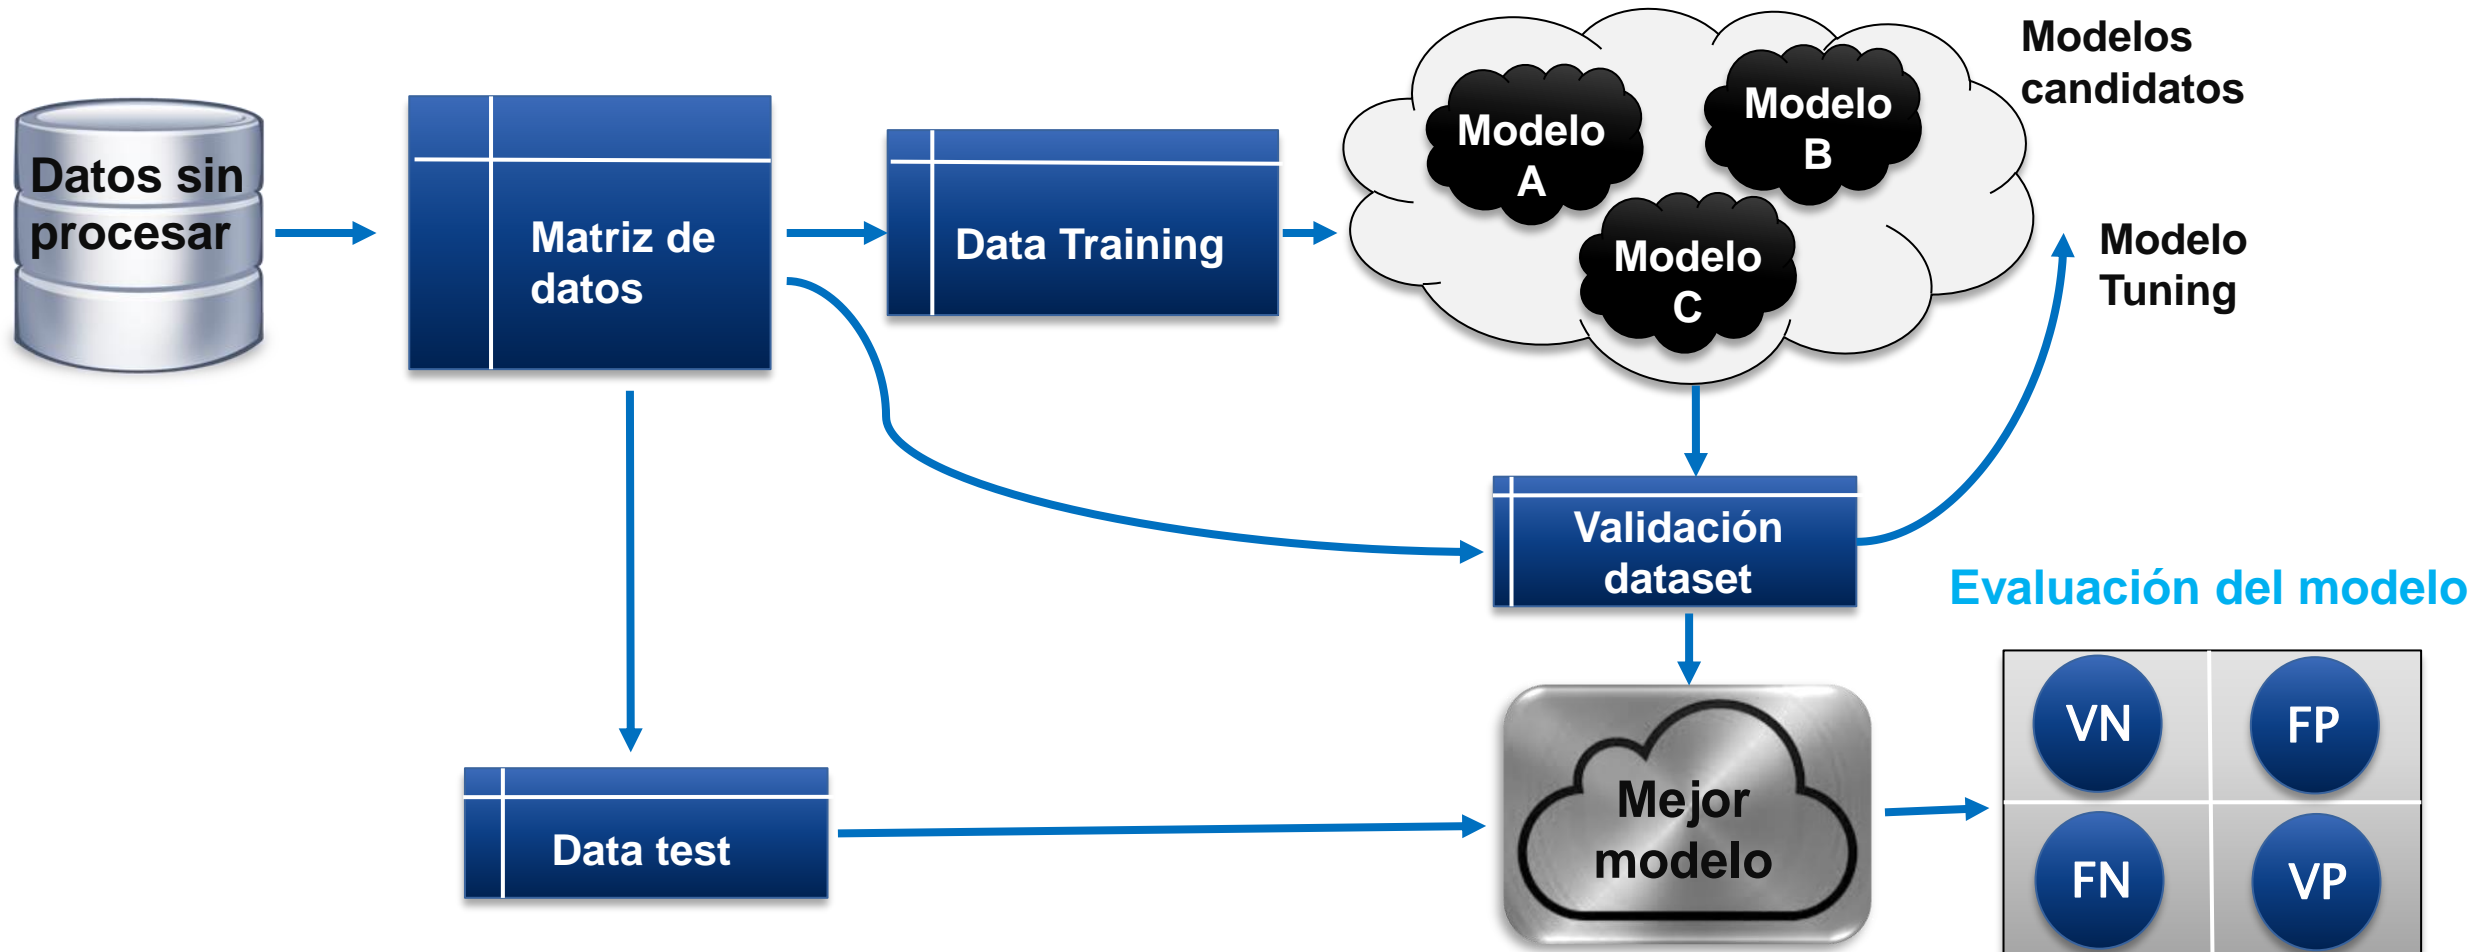 Datos sin
procesar
Matriz de
datos
Data Training
Modelo
A
Modelo
B
Modelo
C
Modelos
candidatos
Modelo
Tuning
Validación
dataset
Evaluación del modelo
Data test
Mejor
modelo
VN
FP
FN
VP